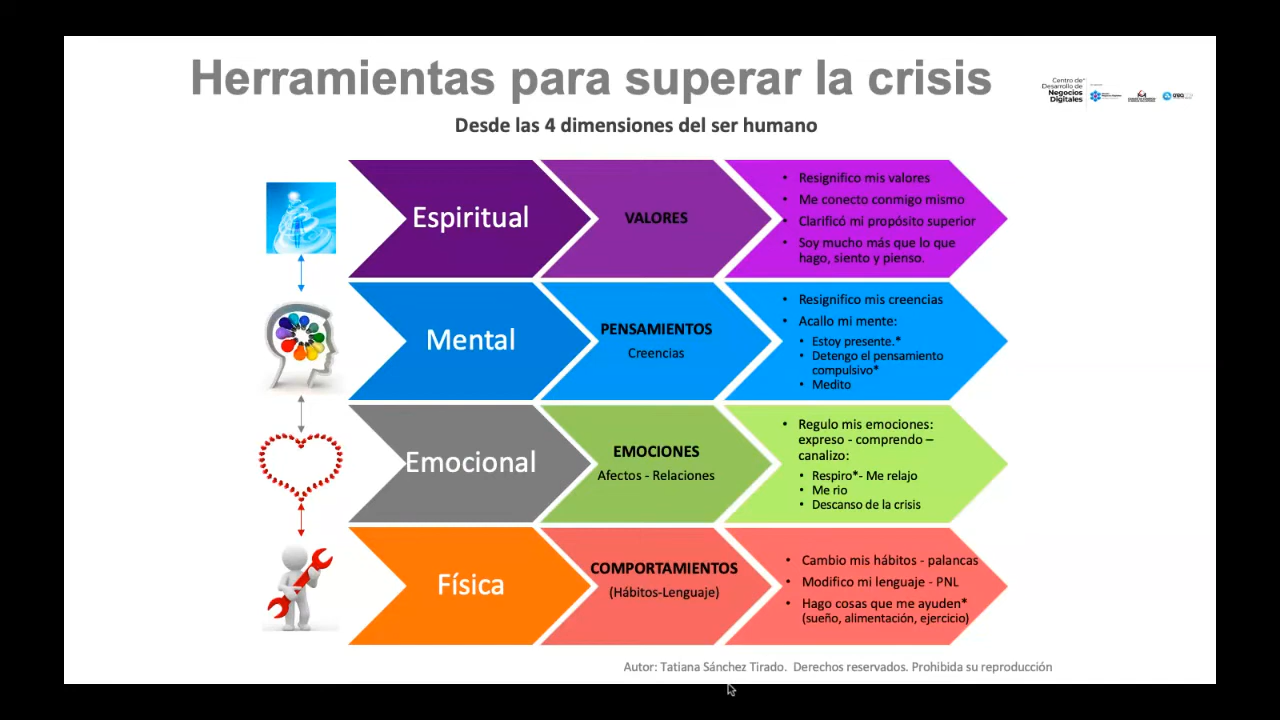 Herramientas para superar la crisis
Centro de
Desarrollo de
Negocios
Digitales
Desde las 4 dimensiones del ser humano
Espiritual
VALORES
• Resignifico mis valores
• Me conecto conmigo mismo
• Clarificó mi propósito superior
• Soy mucho más que lo que
hago, siento y pienso.
Mental
PENSAMIENTOS
Creencias
• Resignifico mis creencias
• Acallo mi mente:
• Estoy presente.*
• Detengo el pensamiento
compulsivo*
• Medito
Emocional
EMOCIONES
Afectos - Relaciones
• Regulo mis emociones:
expreso - comprendo –
canalizo:
• Respiro*- Me relajo
• Me rio
• Descanso de la crisis
Física
COMPORTAMIENTOS
(Hábitos-Lenguaje)
• Cambio mis hábitos - palancas
• Modifico mi lenguaje - PNL
• Hago cosas que me ayuden*
(sueño, alimentación, ejercicio)
Autor: Tatiana Sánchez Tirado. Derechos reservados. Prohibida su reproducción